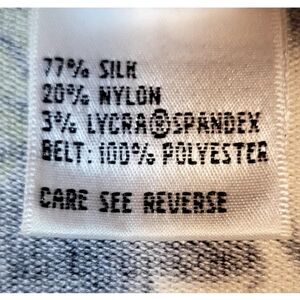 77% SILK
20% NYLON
3% LYCRA®SPANDEX
BELT: 100% POLYESTER
CARE SEE REVERSE